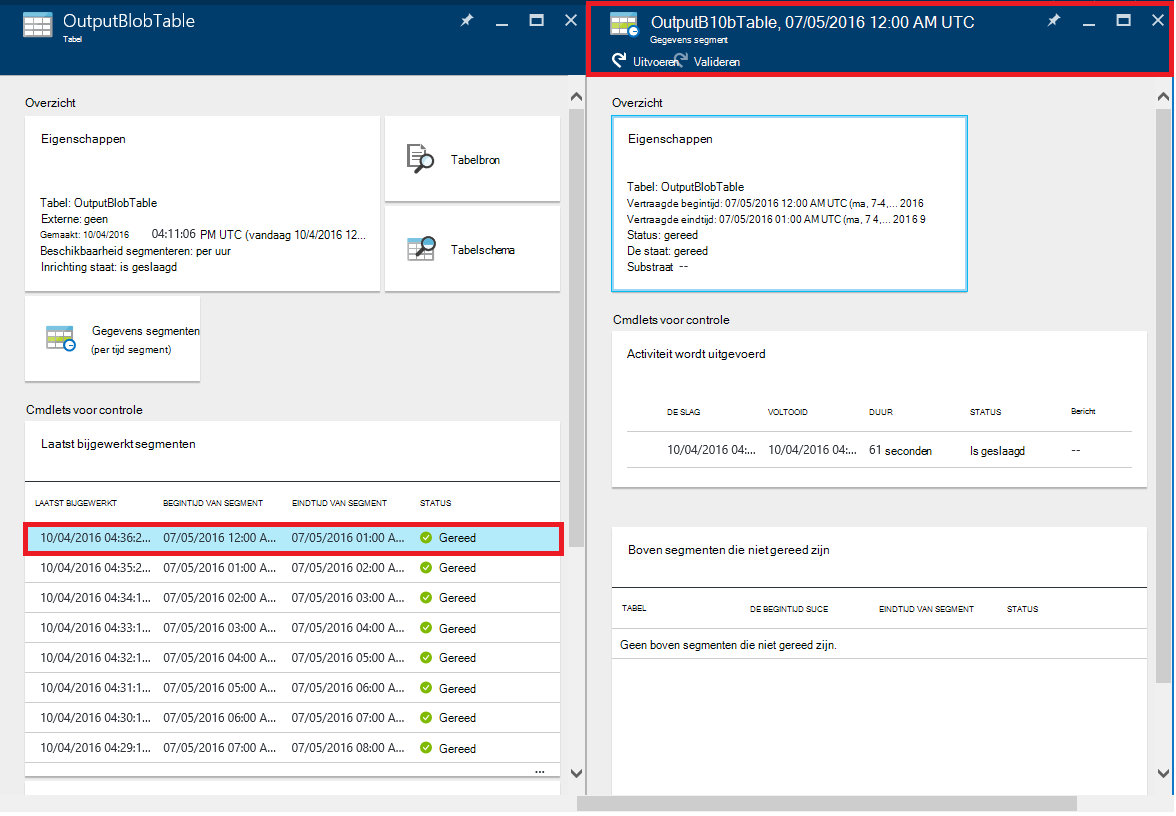 OutputBlobTable
Tabel
Overzicht
Eigenschappen
Tabel: OutputBlobTable
Externe: geen
Gemaakt: 10/04/2016 04:11:06 PM UTC (vandaag 10/4/2016 12...
Beschikbaarheid segmenteren: per uur
Inrichting staat: is geslaagd
Tabelbron
Tabelschema
Gegevens segmenten
(per tijd segment)
Cmdlets voor controle
Laatst bijgewerkt segmenten
LAATST BIJGEWERKT BEGINTIJD VAN SEGMENT EINDTIJD VAN SEGMENT STATUS
10/04/2016 04:36:2... 07/05/2016 12:00 A... 07/05/2016 01:00 A... Gereed
10/04/2016 04:35:2... 07/05/2016 01:00 A... 07/05/2016 02:00 A... Gereed
10/04/2016 04:34:1... 07/05/2016 02:00 A... 07/05/2016 03:00 A... Gereed
10/04/2016 04:33:1... 07/05/2016 03:00 A... 07/05/2016 04:00 A... Gereed
10/04/2016 04:32:1... 07/05/2016 04:00 A... 07/05/2016 05:00 A... Gereed
10/04/2016 04:31:1... 07/05/2016 05:00 A... 07/05/2016 06:00 A... Gereed
10/04/2016 04:30:1... 07/05/2016 06:00 A... 07/05/2016 07:00 A... Gereed
10/04/2016 04:29:1... 07/05/2016 07:00 A... 07/05/2016 08:00 A... Gereed
...
OutputB10bTable, 07/05/2016 12:00 AM UTC
Gegevens segment
Uitvoeren Valideren
Overzicht
Eigenschappen
Tabel: OutputBlobTable
Vertraagde begintijd: 07/05/2016 12:00 AM UTC (ma, 7-4,... 2016
Vertraagde eindtijd: 07/05/2016 01:00 AM UTC (ma, 7 4,... 2016 9
Status: gereed
De staat: gereed
Substraat --
Cmdlets voor controle
Activiteit wordt uitgevoerd
DE SLAG VOLTOOID DUUR STATUS Bericht
10/04/2016 04:... 10/04/2016 04:... 61 seconden Is geslaagd --
Boven segmenten die niet gereed zijn
TABEL DE BEGINTIJD SUCE EINDTIJD VAN SEGMENT STATUS
Geen boven segmenten die niet gereed zijn.